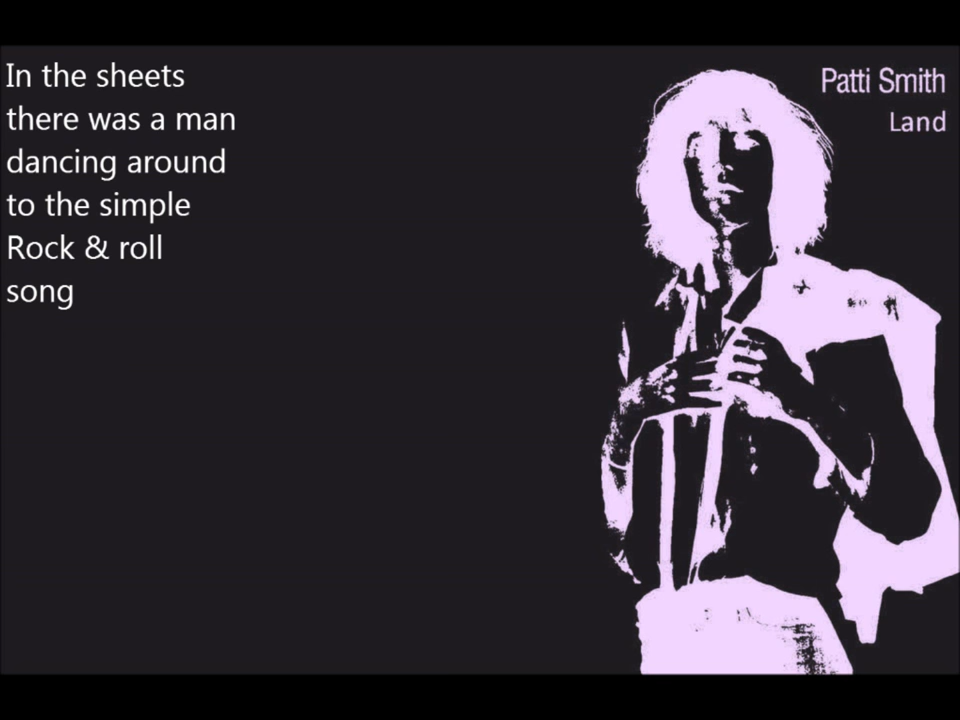 In the sheets
there was a man
dancing around
to the simple
Rock & roll
song
Patti Smith
Land